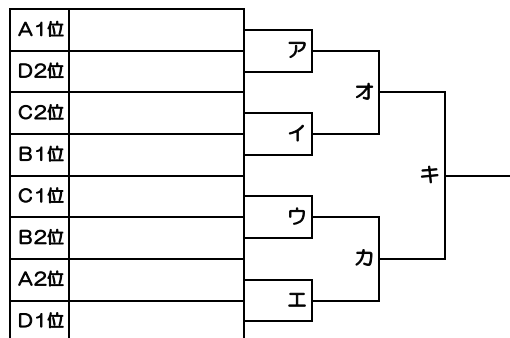 A1位
D2位
C2位
B1位
C1位
B2位
A2位
D1位
ア
イ
ウ
エ
オ
カ
キ